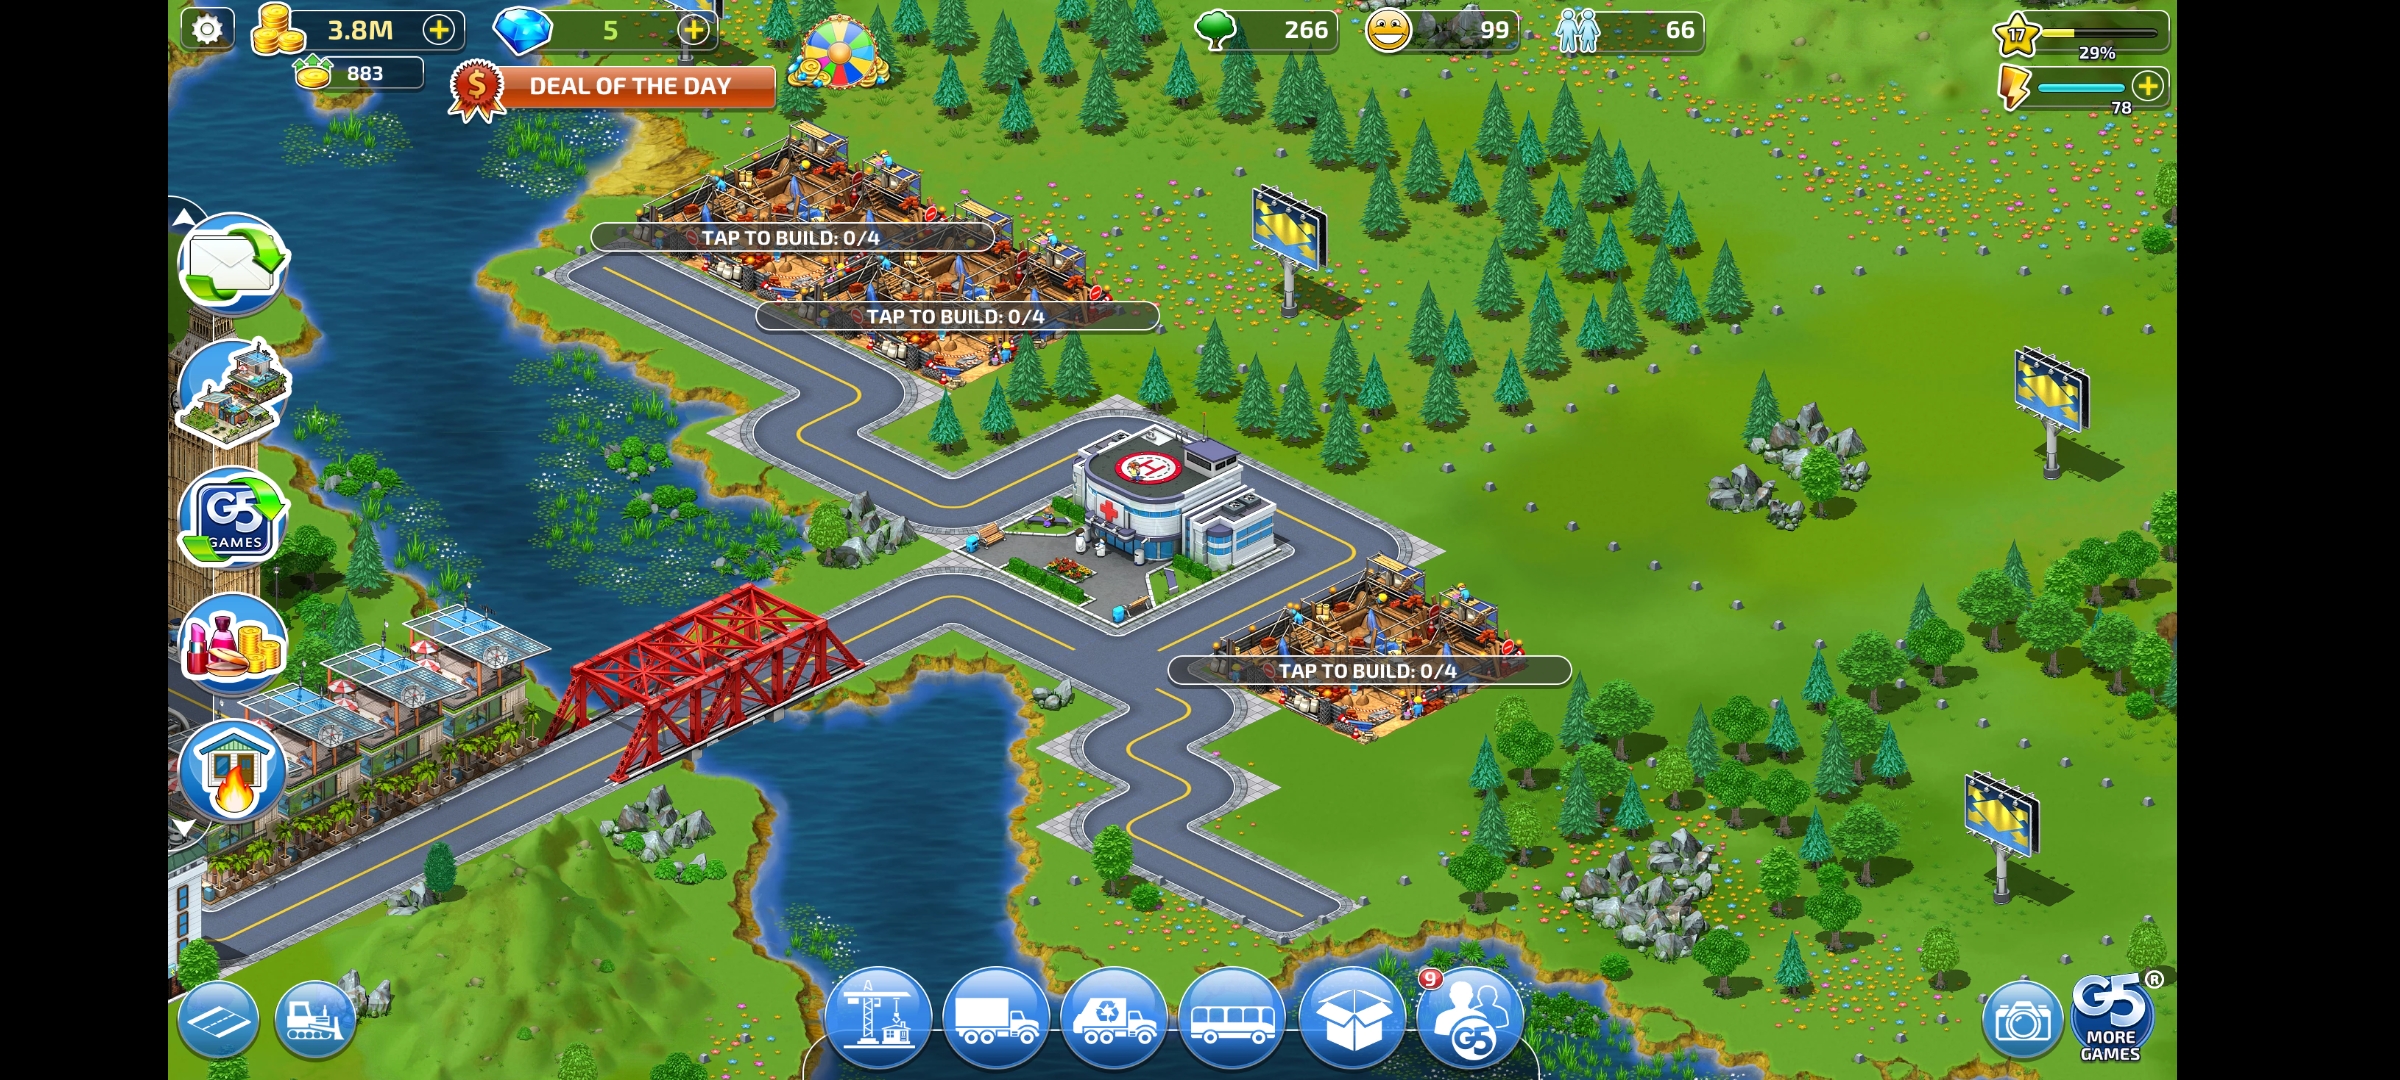 3.8M
5
266
99
66
17
29%
883
DEAL OF THE DAY
78
TAP TO BUILD: 0/4
TAP TO BUILD: 0/4
G5
GAMES
TAP TO BUILD: 0/4
H
9
G5
G5®
MORE
GAMES